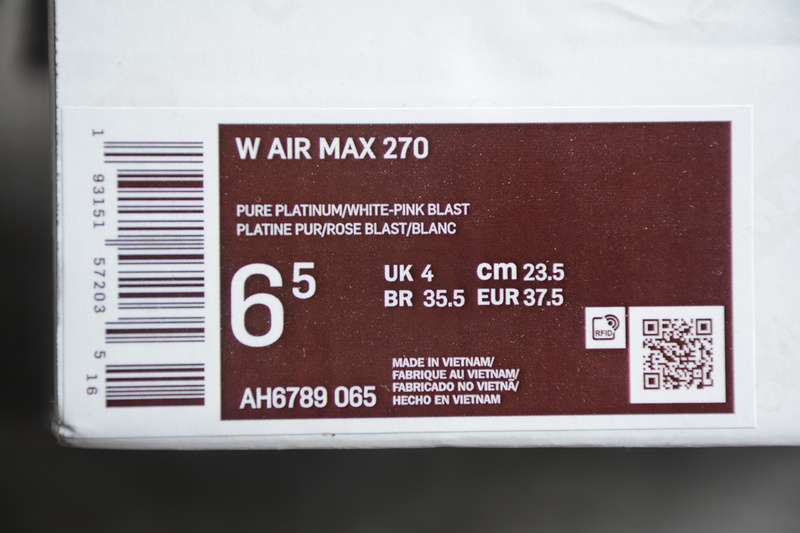 1 93151 57203 5 16
W AIR MAX 270
PURE PLATINUM/WHITE-PINK BLAST
PLATINE PUR/ROSE BLAST/BLANC
6 5
UK 4 cm 23.5
BR 35.5 EUR 37.5
RFID
MADE IN VIETNAM/
FABRIQUE AU VIETNAM/
FABRICADO NO VIETNÃ/
HECHO EN VIETNAM
AH6789 065